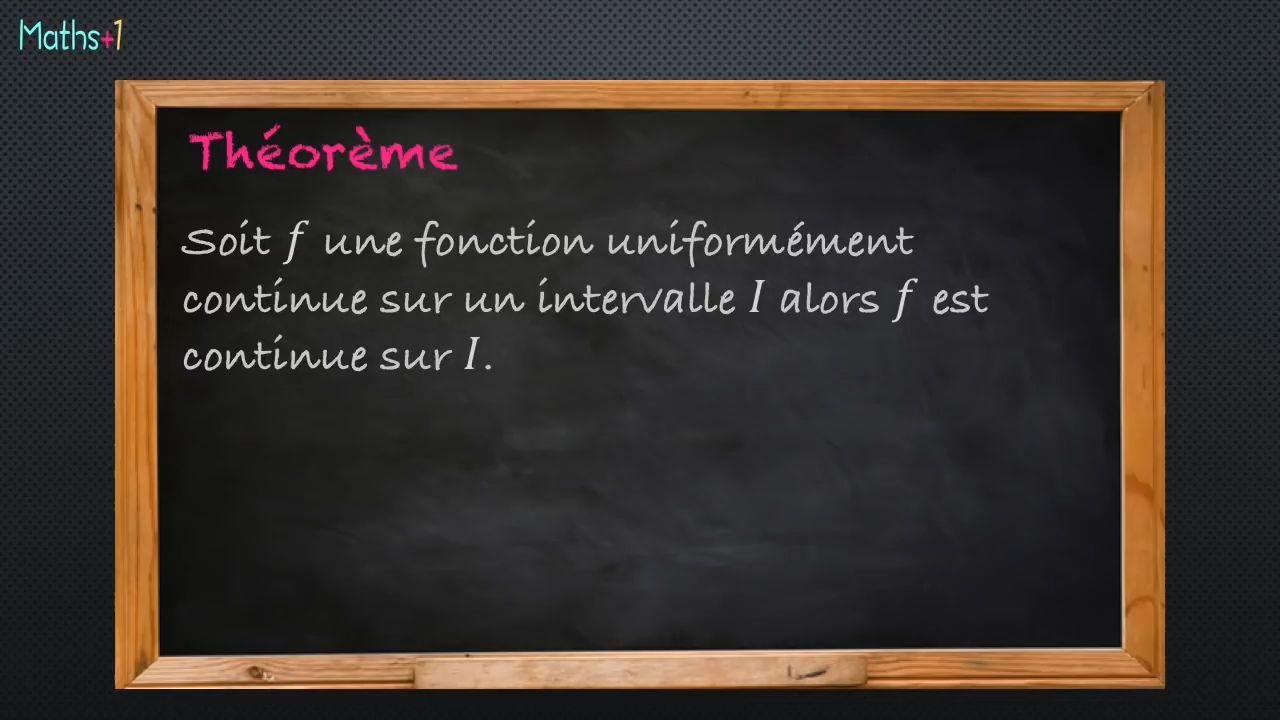 Maths+1
Théorème
Soit f une fonction uniformément
continue sur un intervalle I alors f est
continue sur I.